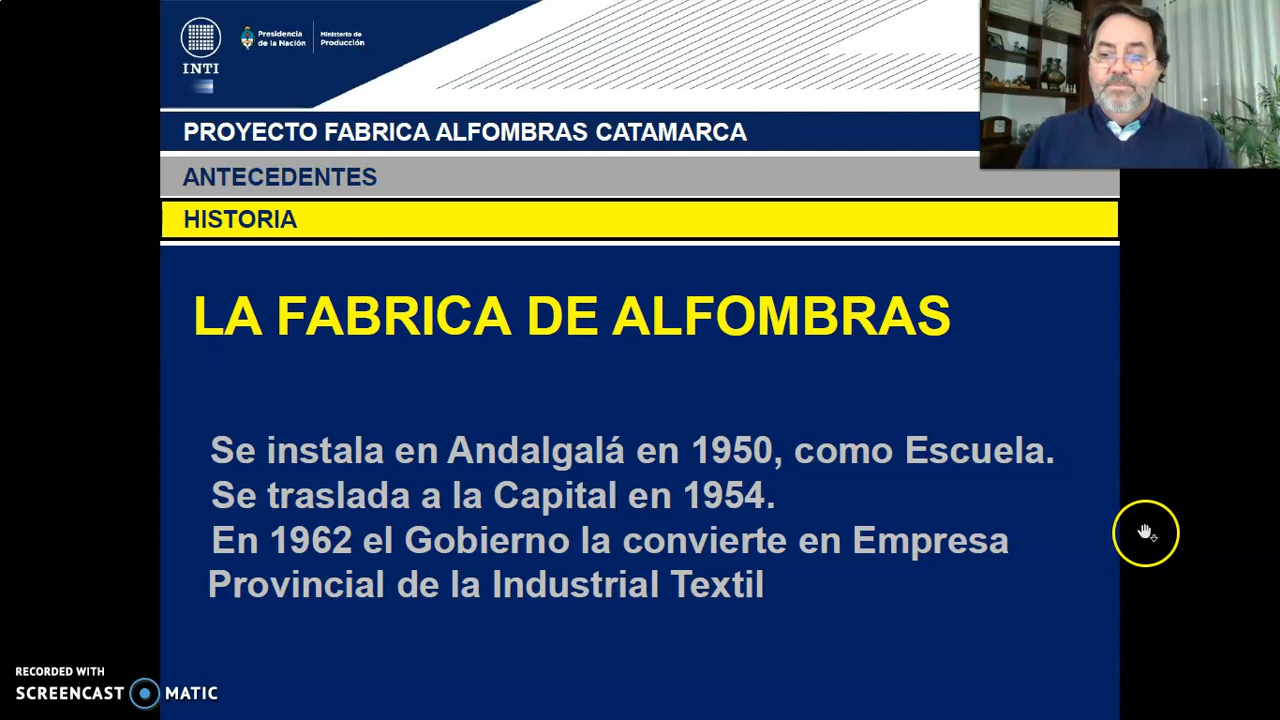 INTI
Presidencia
de la Nación
Ministerio de
Producción
PROYECTO FABRICA ALFOMBRAS CATAMARCA
ANTECEDENTES
HISTORIA
LA FABRICA DE ALFOMBRAS
Se instala en Andalgalá en 1950, como Escuela.
Se traslada a la Capital en 1954.
En 1962 el Gobierno la convierte en Empresa
Provincial de la Industrial Textil
RECORDED WITH
SCREENCAST MATIC